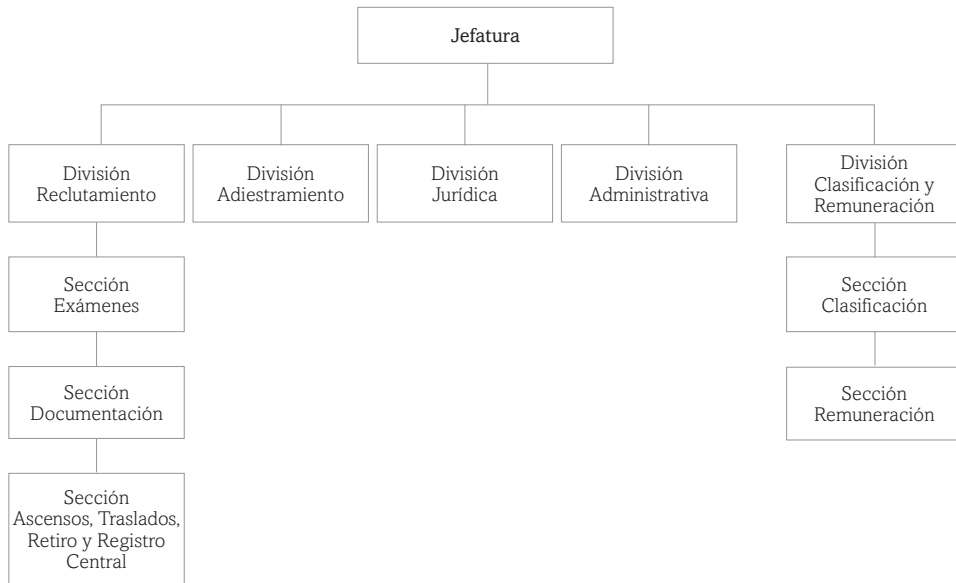 Jefatura
División
Reclutamiento
División
Adiestramiento
División
Jurídica
División
Administrativa
División
Clasificación y
Remuneración
Sección
Exámenes
Sección
Clasificación
Sección
Documentación
Sección
Remuneración
Sección
Ascensos, Traslados,
Retiro y Registro
Central